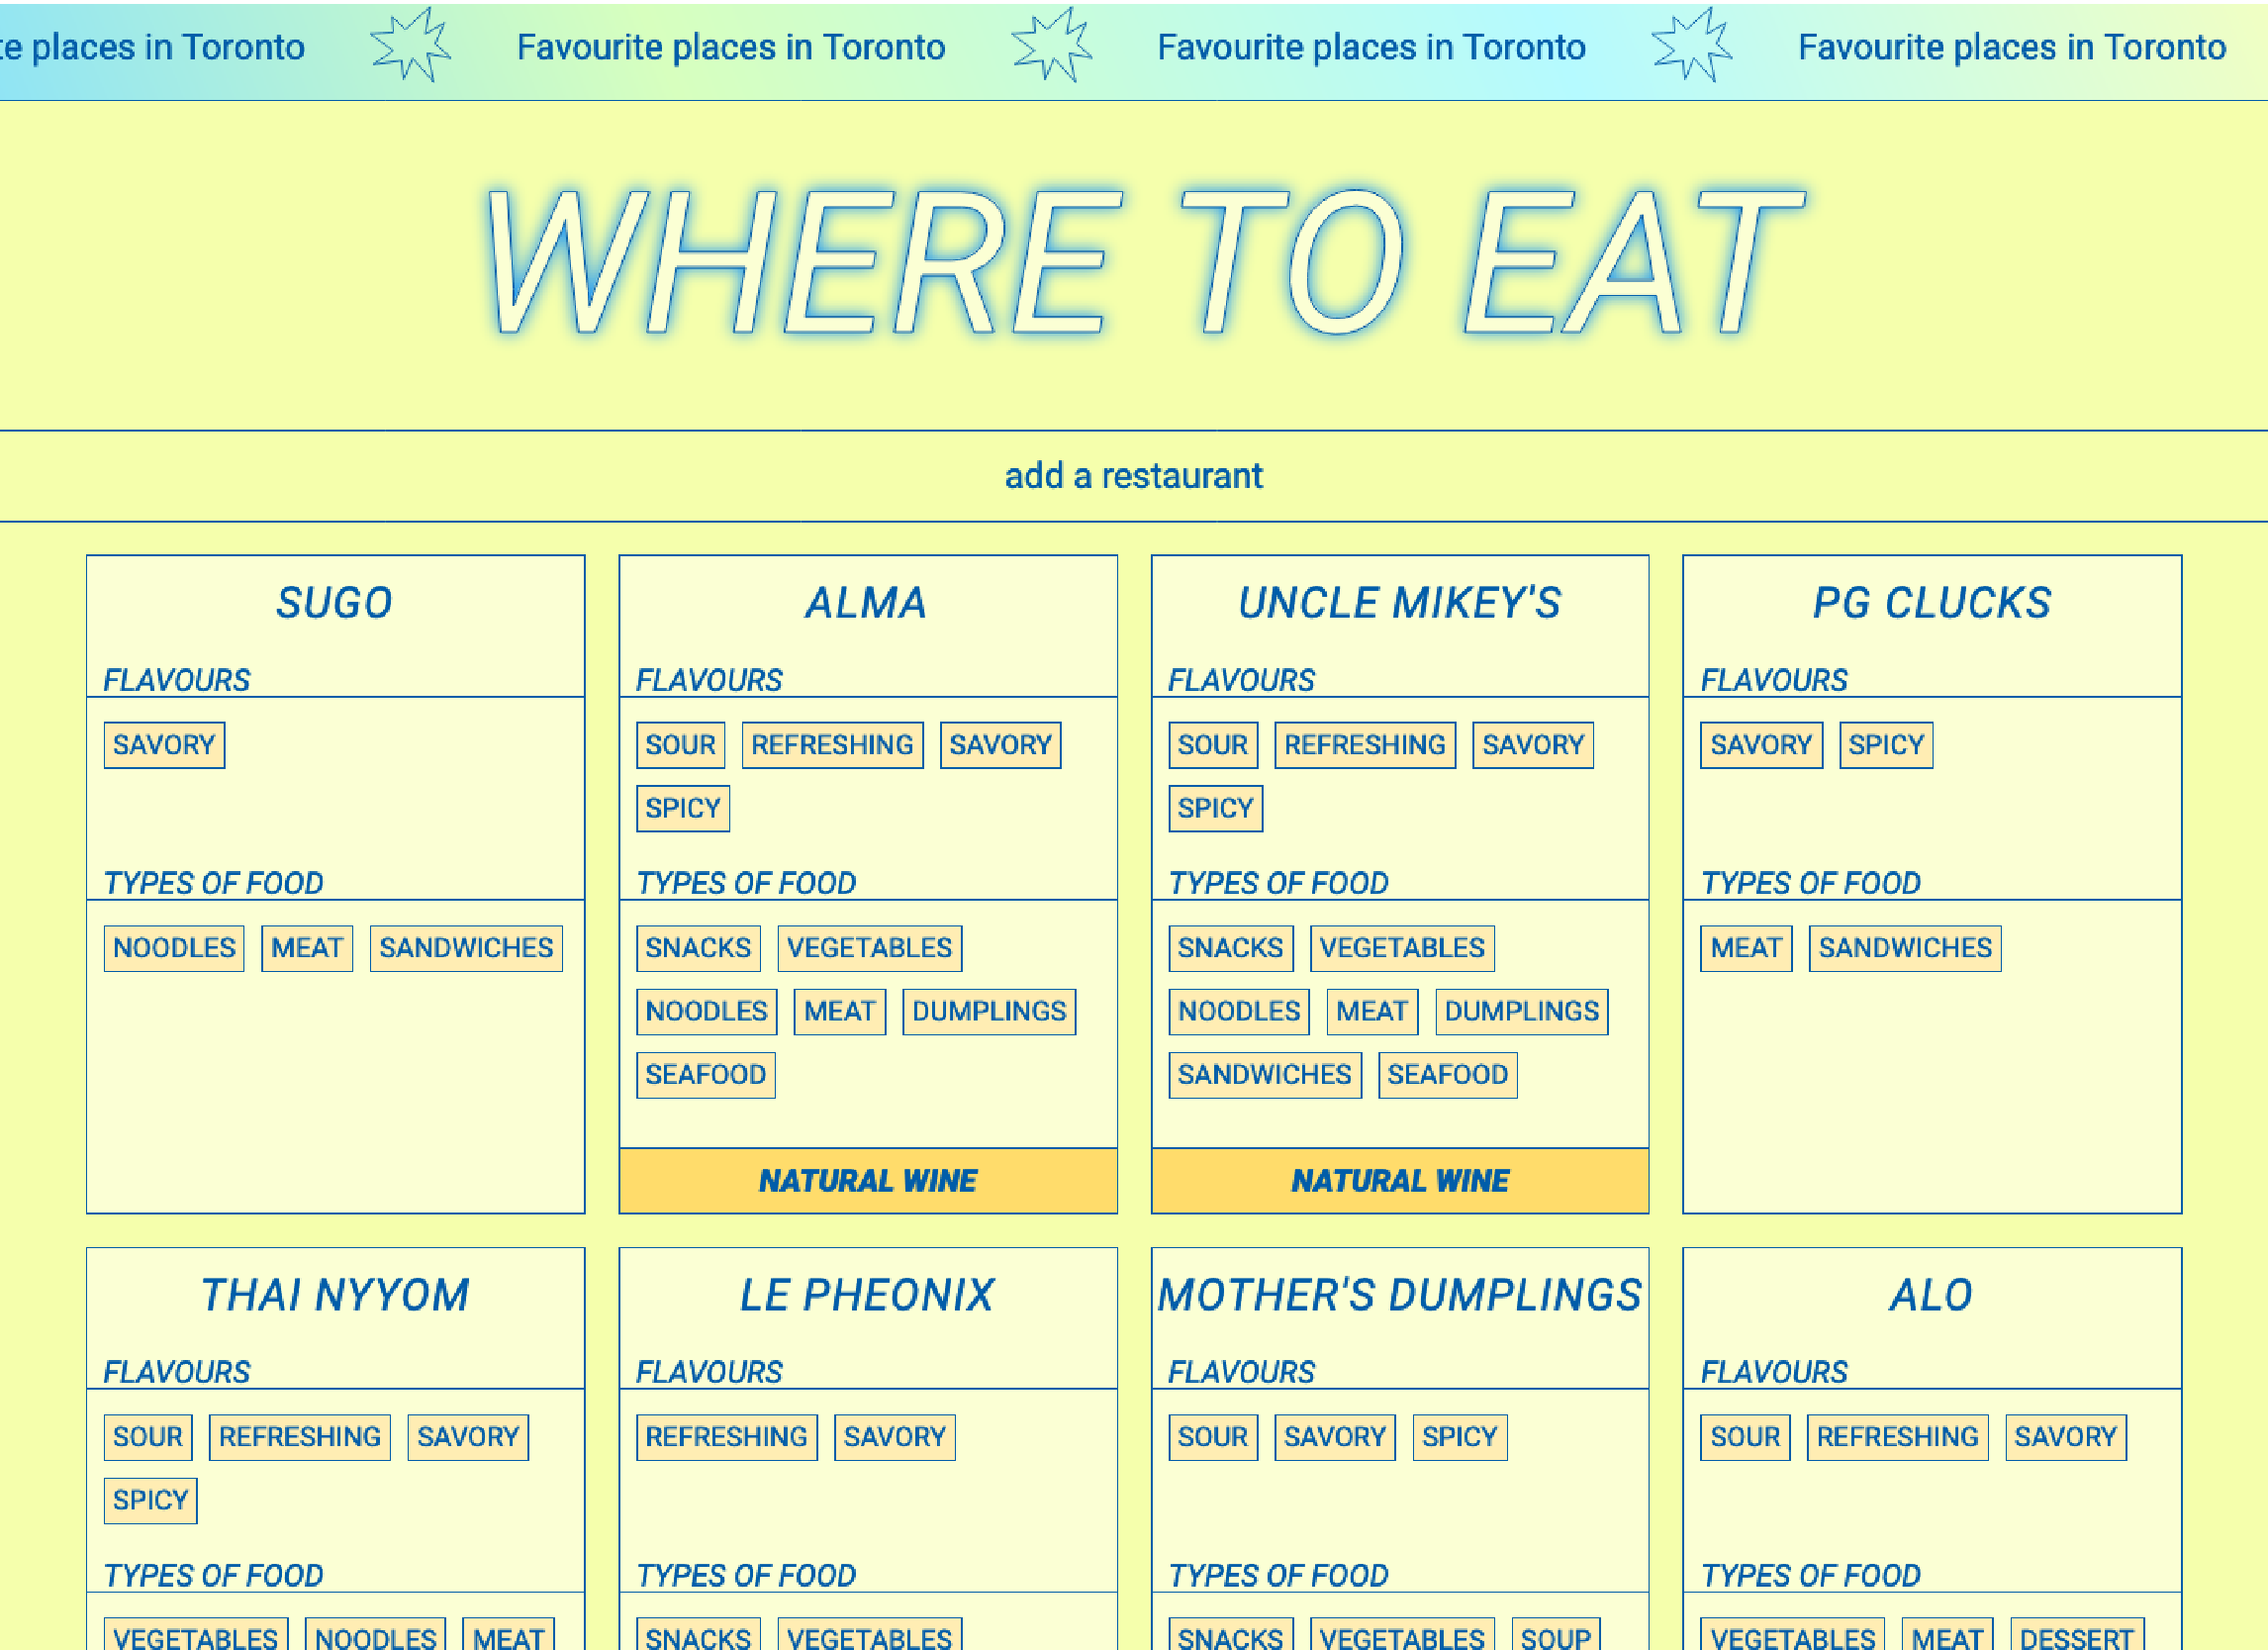 te places in Toronto Favourite places in Toronto Favourite places in Toronto Favourite places in Toronto
WHERE TO EAT
add a restaurant
SUGO
FLAVOURS
SAVORY
TYPES OF FOOD
NOODLES MEAT SANDWICHES
ALMA
FLAVOURS
SOUR REFRESHING SAVORY
SPICY
TYPES OF FOOD
SNACKS VEGETABLES
NOODLES MEAT DUMPLINGS
SEAFOOD
NATURAL WINE
UNCLE MIKEY'S
FLAVOURS
SOUR REFRESHING SAVORY
SPICY
TYPES OF FOOD
SNACKS VEGETABLES
NOODLES MEAT DUMPLINGS
SANDWICHES SEAFOOD
NATURAL WINE
PG CLUCKS
FLAVOURS
SAVORY SPICY
TYPES OF FOOD
MEAT SANDWICHES
THAI NYYOM
FLAVOURS
SOUR REFRESHING SAVORY
SPICY
TYPES OF FOOD
VEGETABLES NOODLES MEAT
LE PHEONIX
FLAVOURS
REFRESHING SAVORY
TYPES OF FOOD
SNACKS VEGETABLES
MOTHER'S DUMPLINGS
FLAVOURS
SOUR SAVORY SPICY
TYPES OF FOOD
SNACKS VEGETABLES SOUP
ALO
FLAVOURS
SOUR REFRESHING SAVORY
TYPES OF FOOD
VEGETABLES MEAT DESSERT